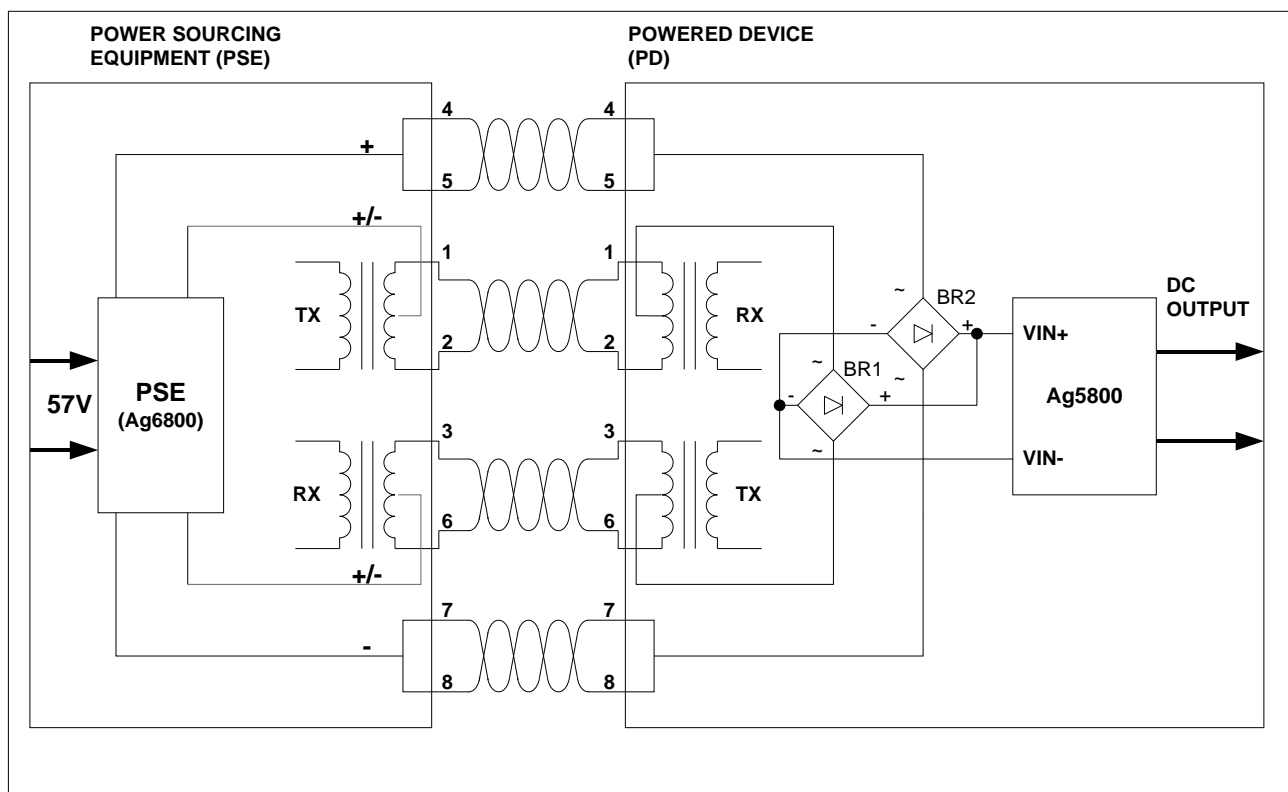 POWER SOURCING
EQUIPMENT (PSE)
POWERED DEVICE
(PD)
4
4
+
5
5
+/-
1
1
TX
RX
2
2
~
BR2
-
+
DC
OUTPUT
VIN+
~
~
BR1
-
+
57V
PSE
(Ag6800)
Ag5800
3
3
~
VIN-
RX
TX
6
6
+/-
7
7
-
8
8